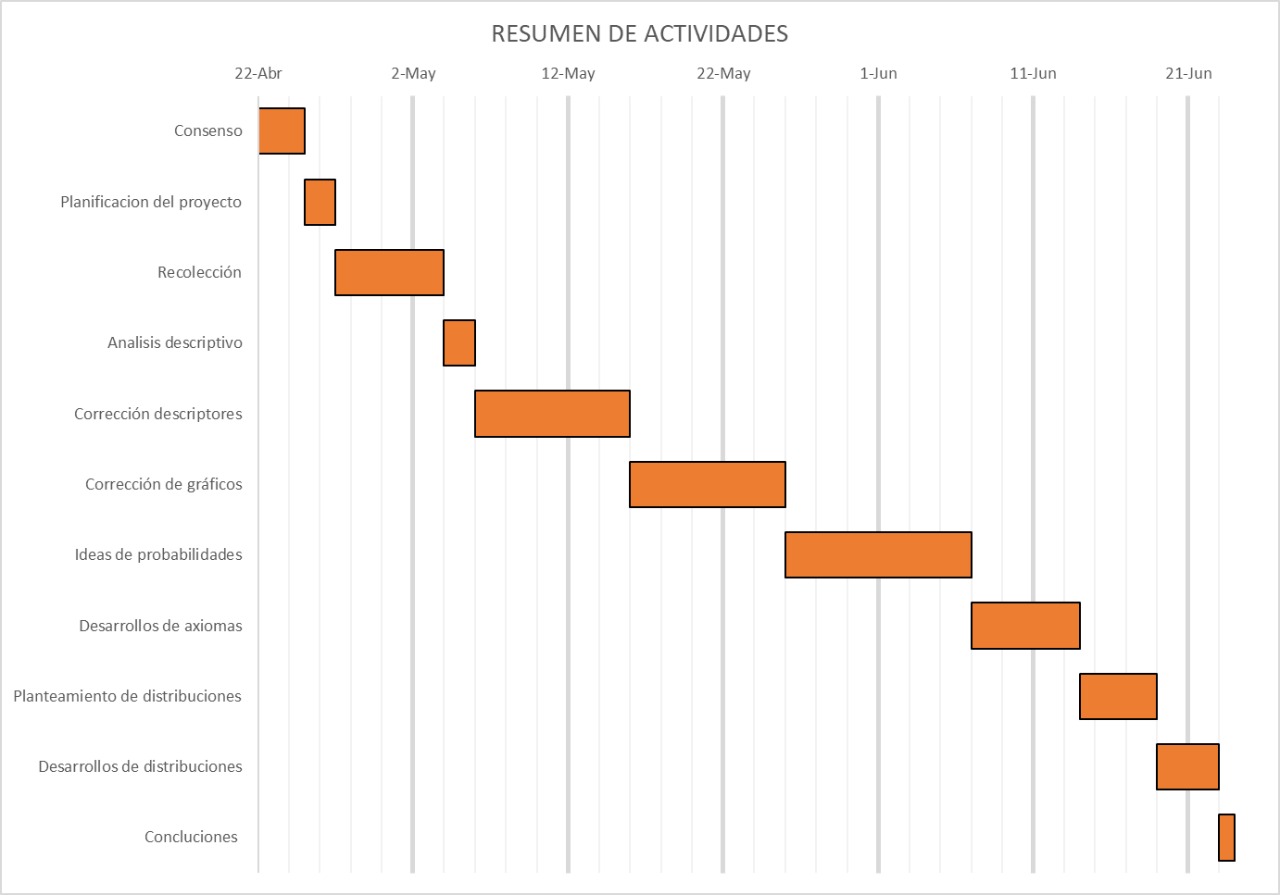 RESUMEN DE ACTIVIDADES
22-Abr 2-May 12-May 22-May 1-Jun 11-Jun 21-Jun
Consenso
Planificacion del proyecto
Recolección
Analisis descriptivo
Corrección descriptores
Corrección de gráficos
Ideas de probabilidades
Desarrollos de axiomas
Planteamiento de distribuciones
Desarrollos de distribuciones
Concluciones